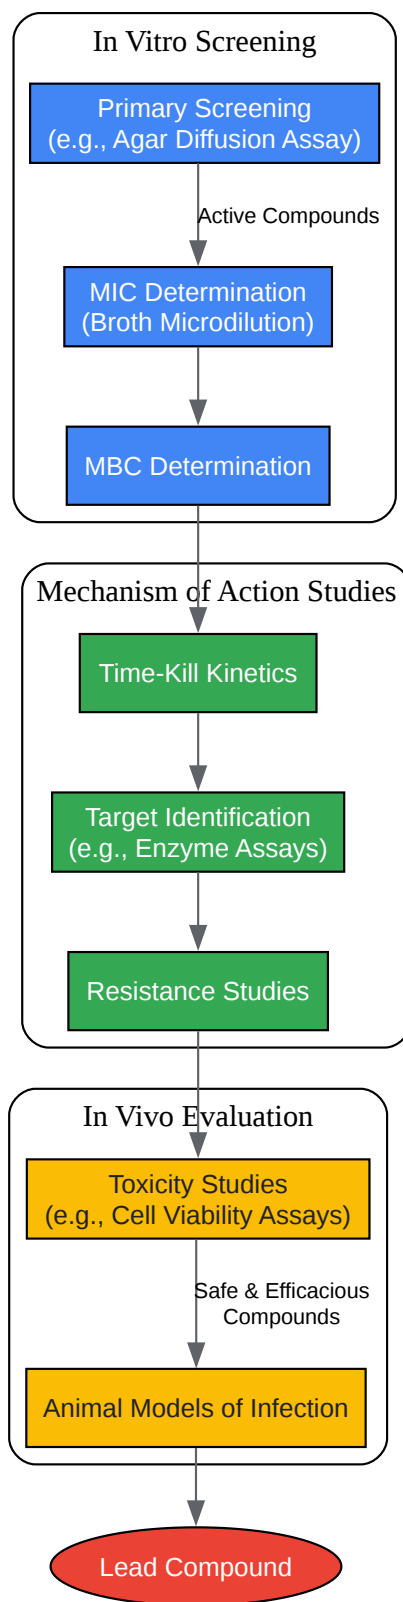 In Vitro Screening
Primary Screening
(e.g., Agar Diffusion Assay)
Active Compounds
MIC Determination
(Broth Microdilution)
MBC Determination
Mechanism of Action Studies
Time-Kill Kinetics
Target Identification
(e.g., Enzyme Assays)
Resistance Studies
In Vivo Evaluation
Toxicity Studies
(e.g., Cell Viability Assays)
Safe & Efficacious
Compounds
Animal Models of Infection
Lead Compound